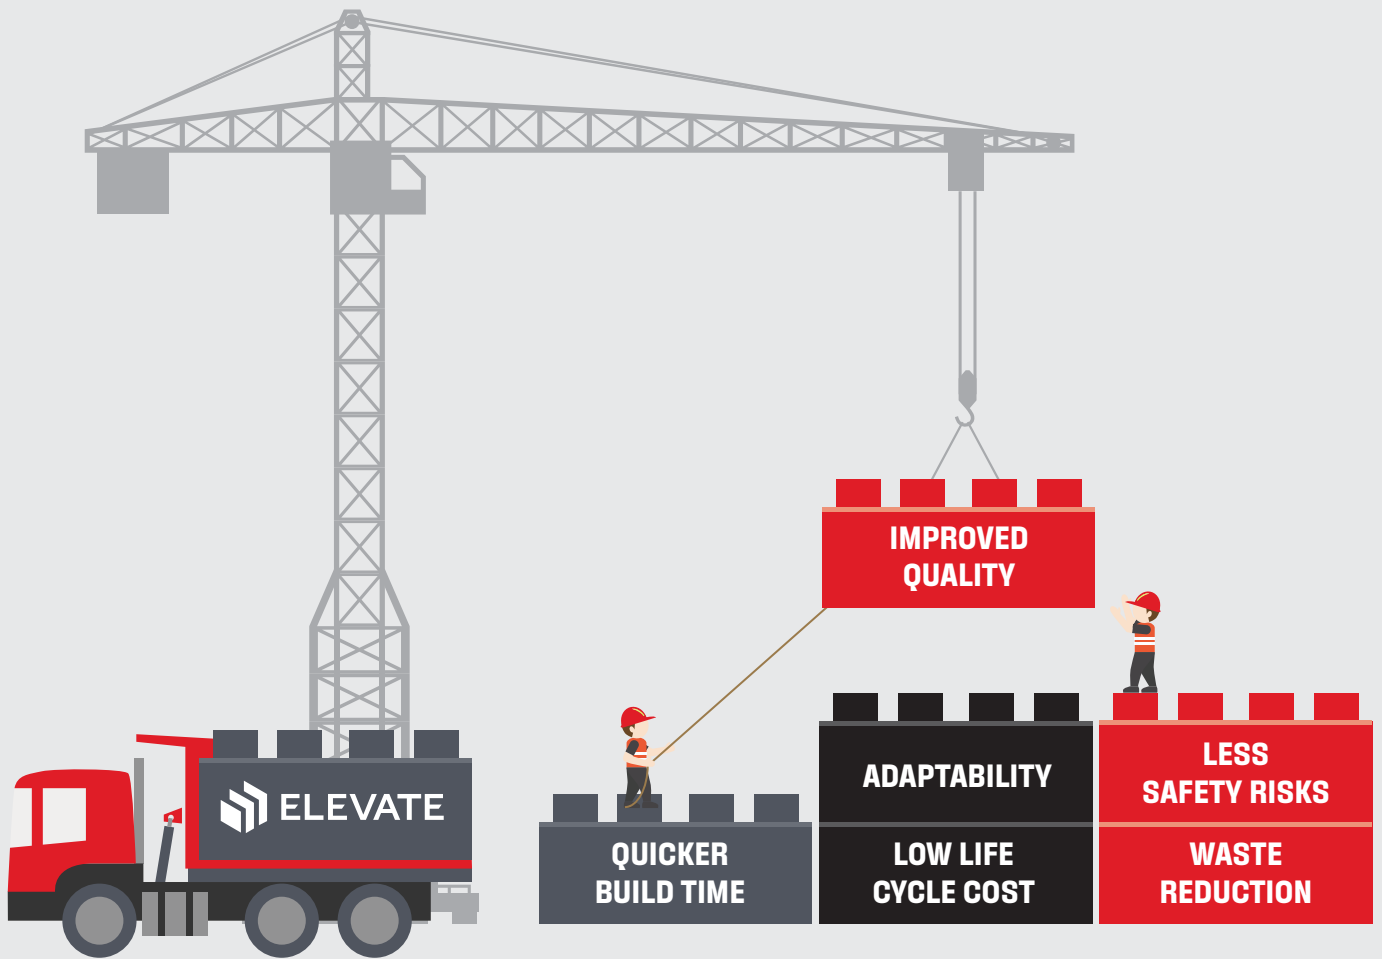 IMPROVED
QUALITY
ELEVATE
ADAPTABILITY
LESS
SAFETY RISKS
QUICKER
BUILD TIME
LOW LIFE
CYCLE COST
WASTE
REDUCTION